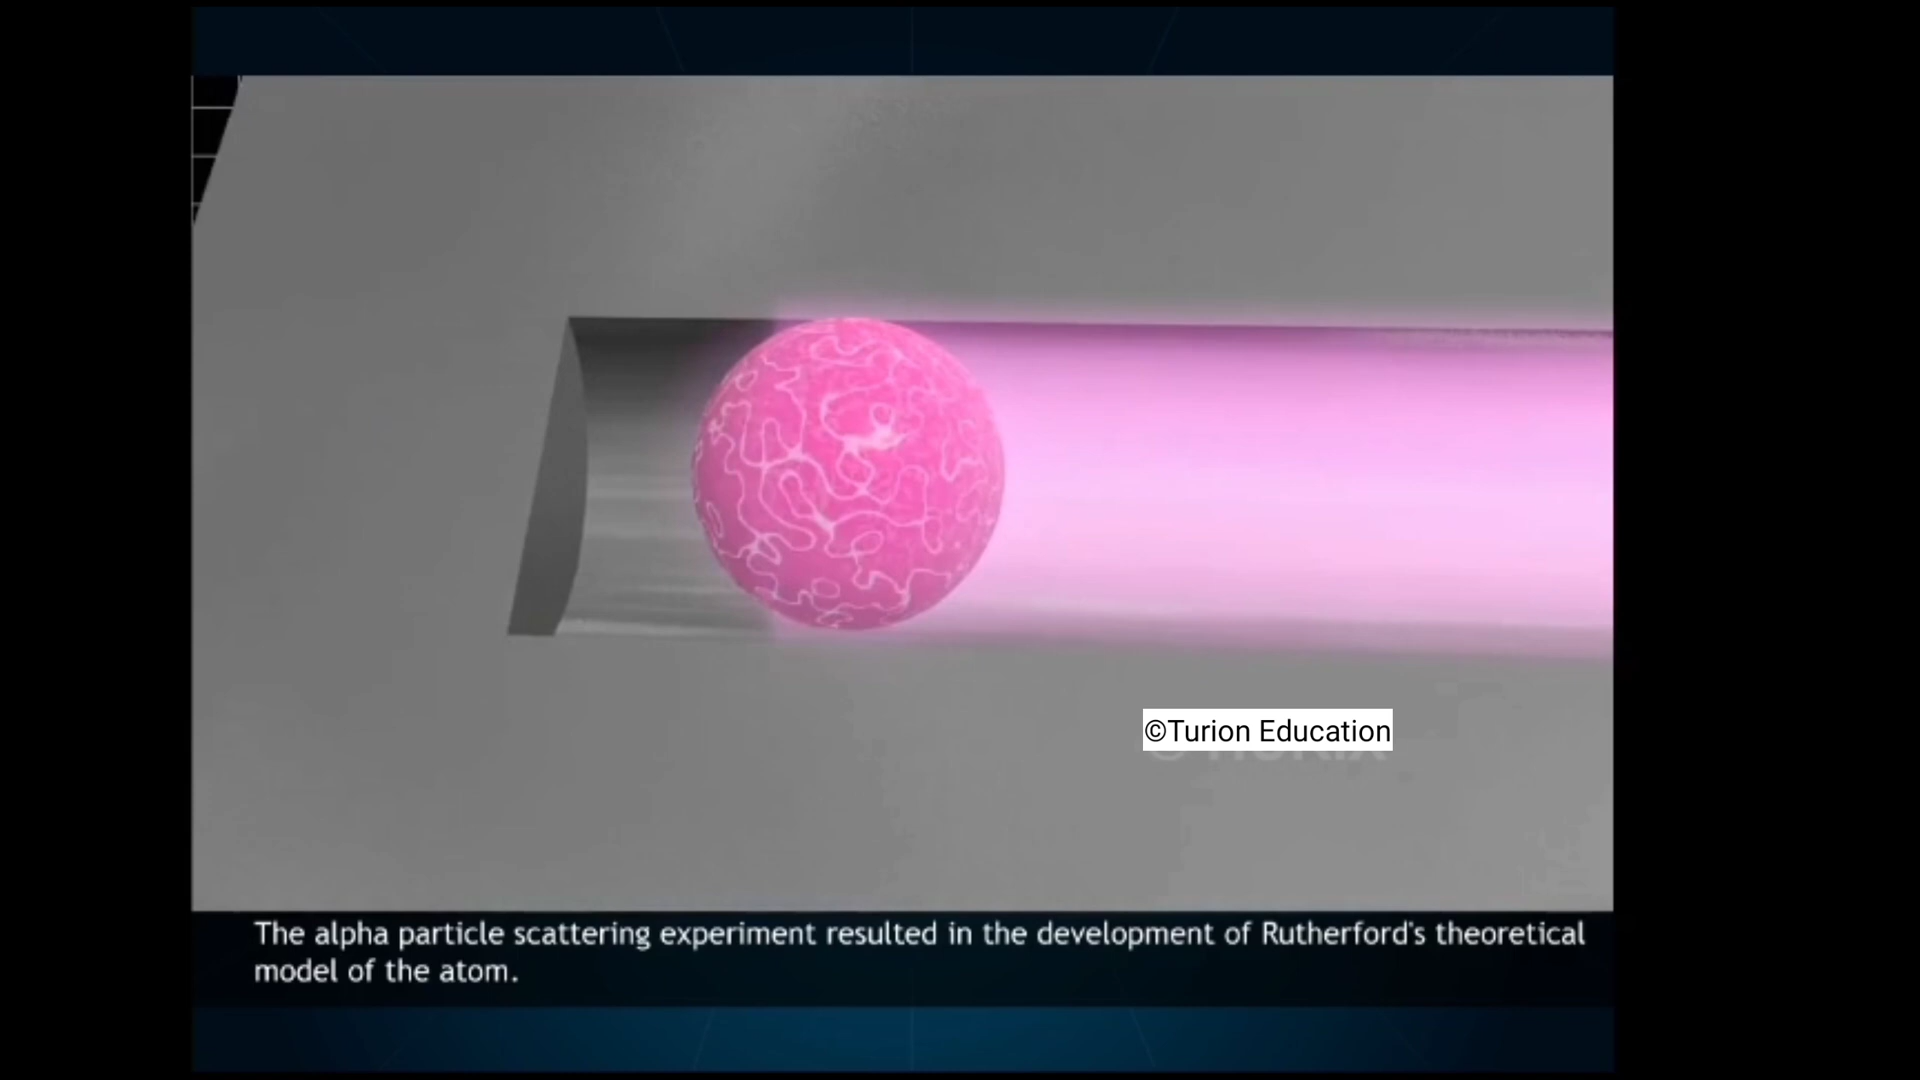 ©Turion Education
The alpha particle scattering experiment resulted in the development of Rutherford's theoretical
model of the atom.